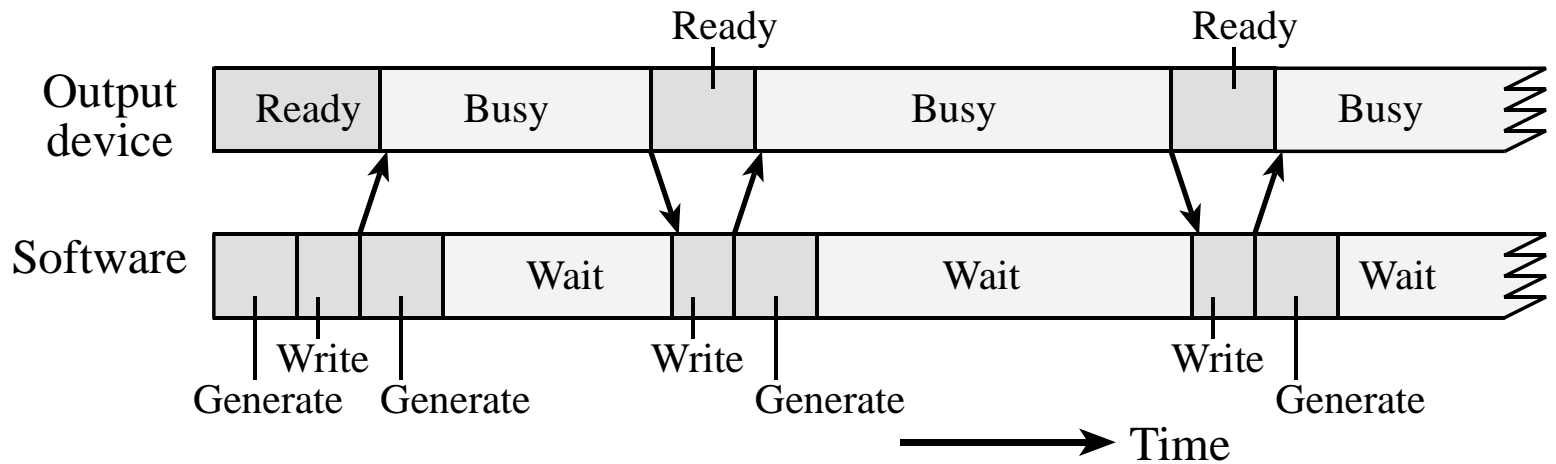 Ready
Ready
Output
device
Ready
Busy
Busy
Busy
Software
Wait
Wait
Wait
Write
Write
Write
Generate
Generate
Generate
Generate
Time